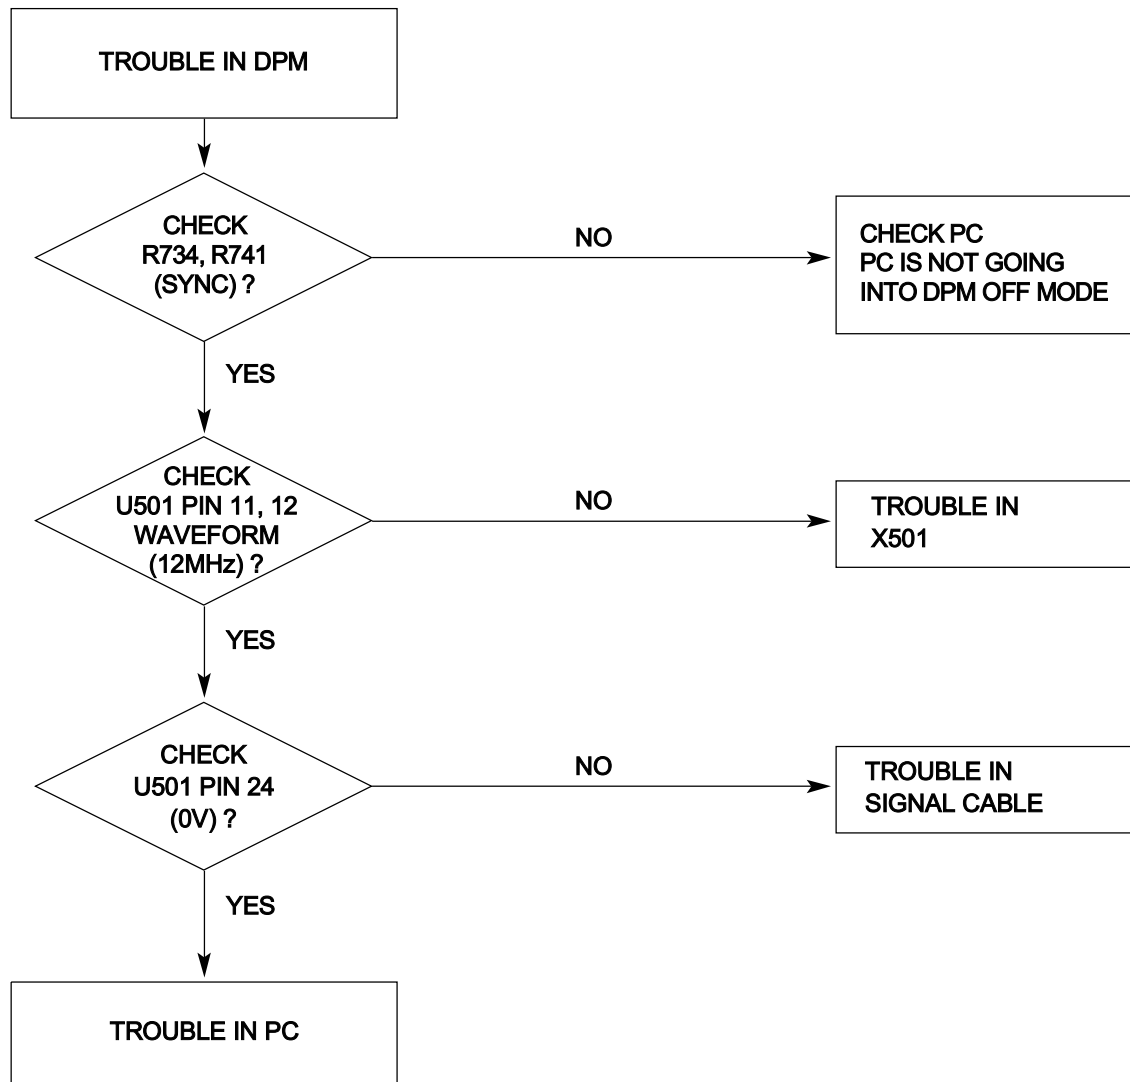 TROUBLE IN DPM
CHECK
R734, R741
(SYNC) ?
NO
CHECK PC
PC IS NOT GOING
INTO DPM OFF MODE
YES
CHECK
U501 PIN 11, 12
WAVEFORM
(12MHz) ?
NO
TROUBLE IN
X501
YES
CHECK
U501 PIN 24
(0V) ?
NO
TROUBLE IN
SIGNAL CABLE
YES
TROUBLE IN PC